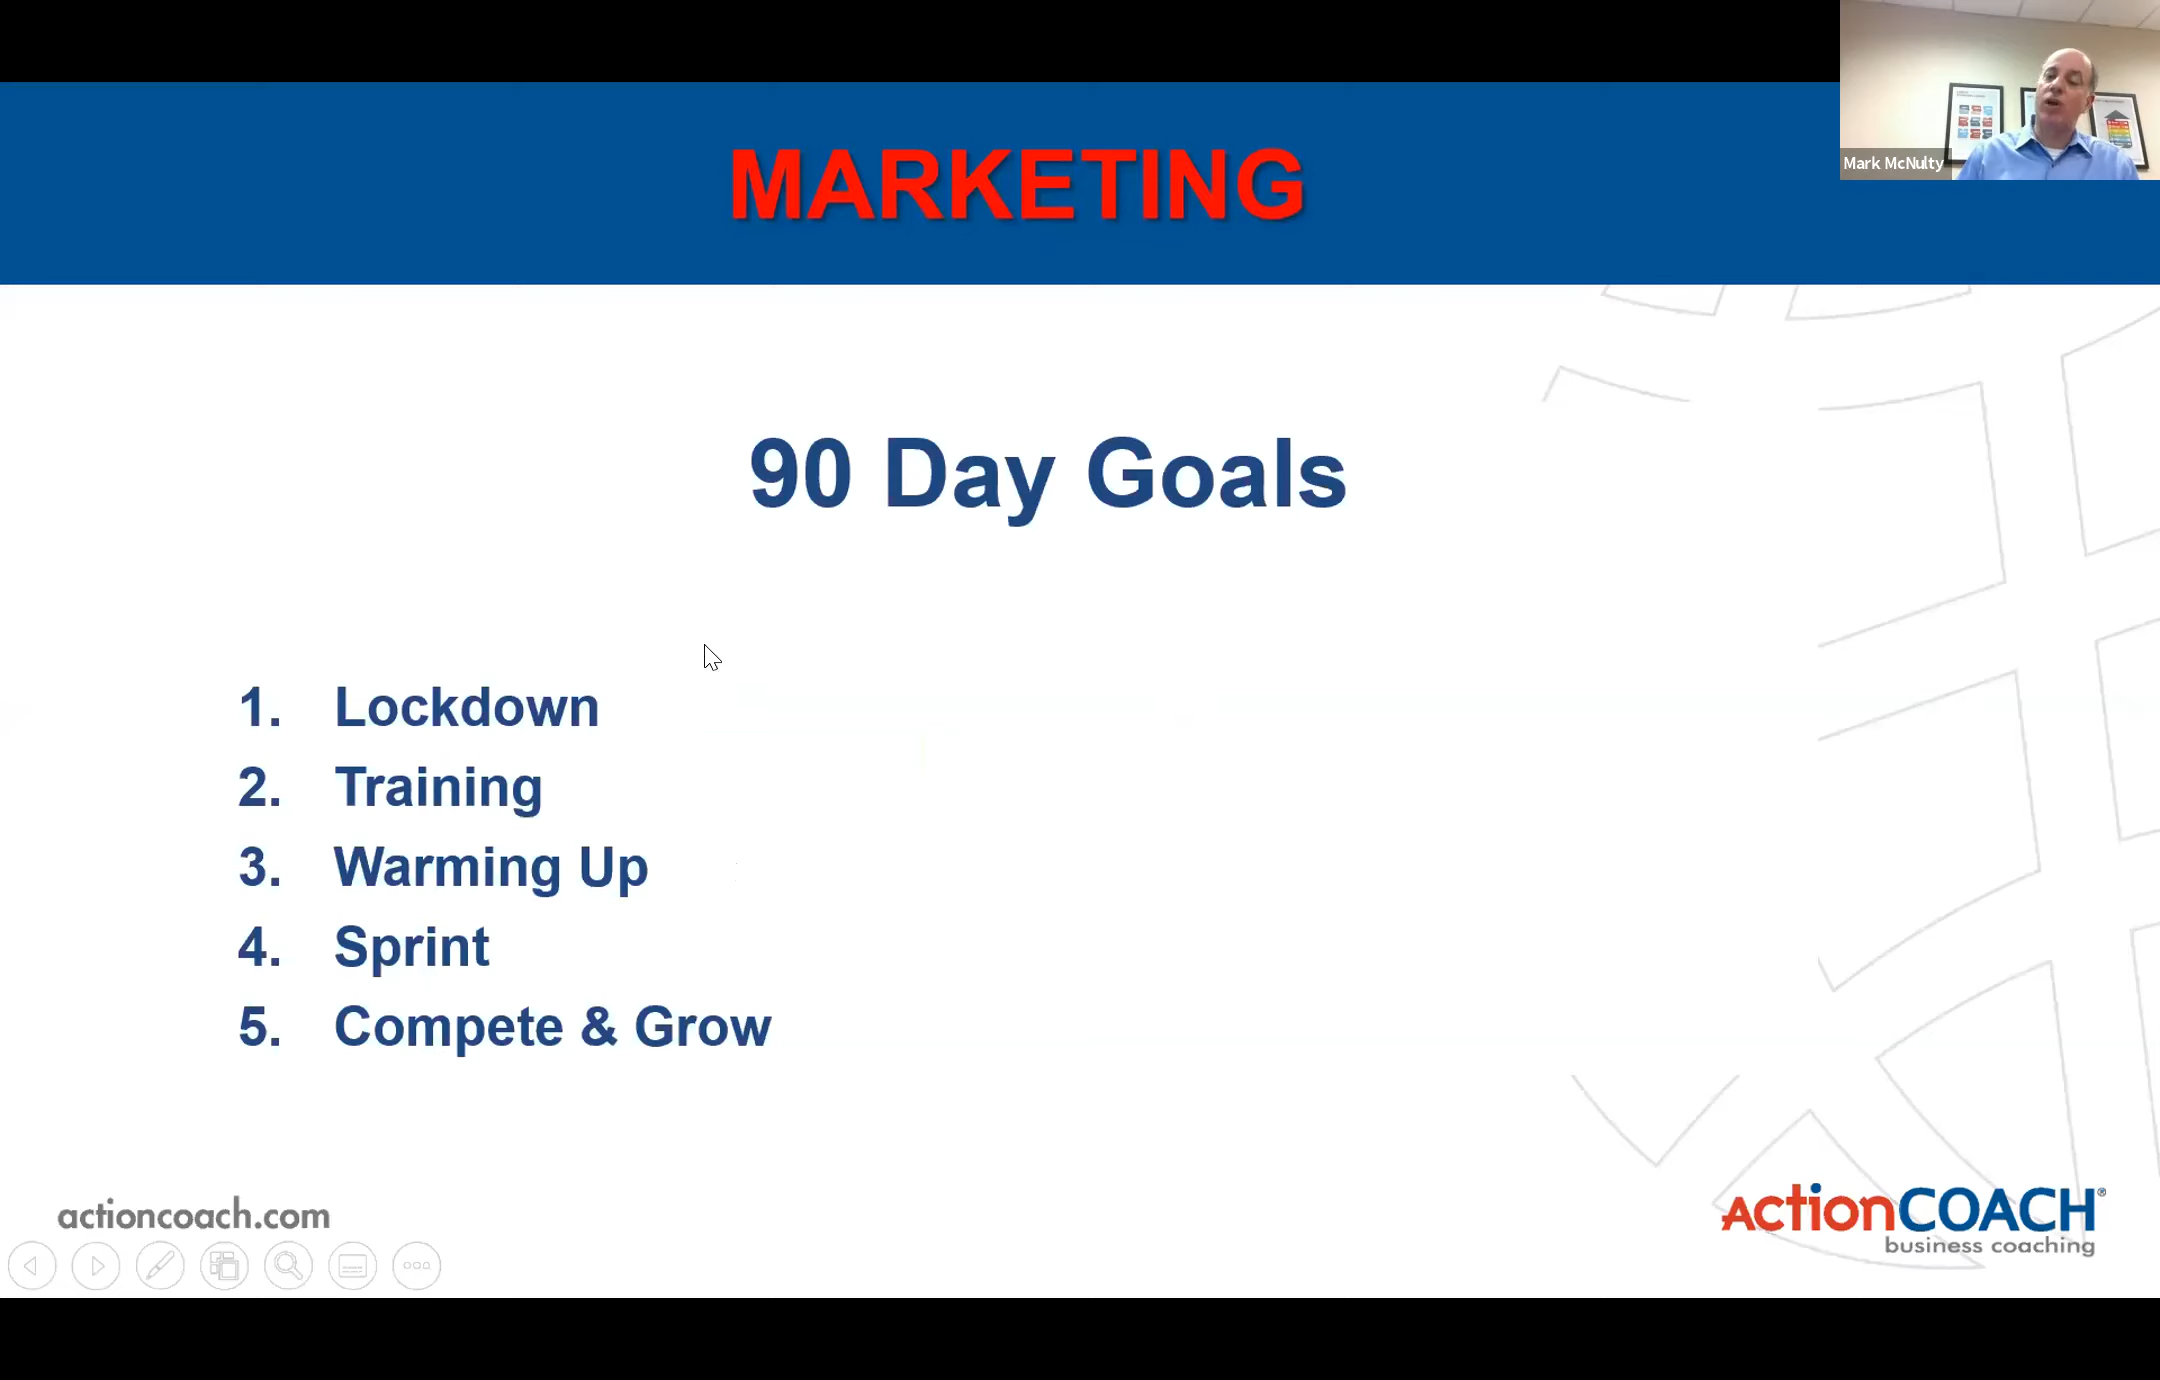 MARKETING
Mark McNulty
90 Day Goals
1. Lockdown
2. Training
3. Warming Up
4. Sprint
5. Compete & Grow
actioncoach.com
actionCOACH®
business coaching